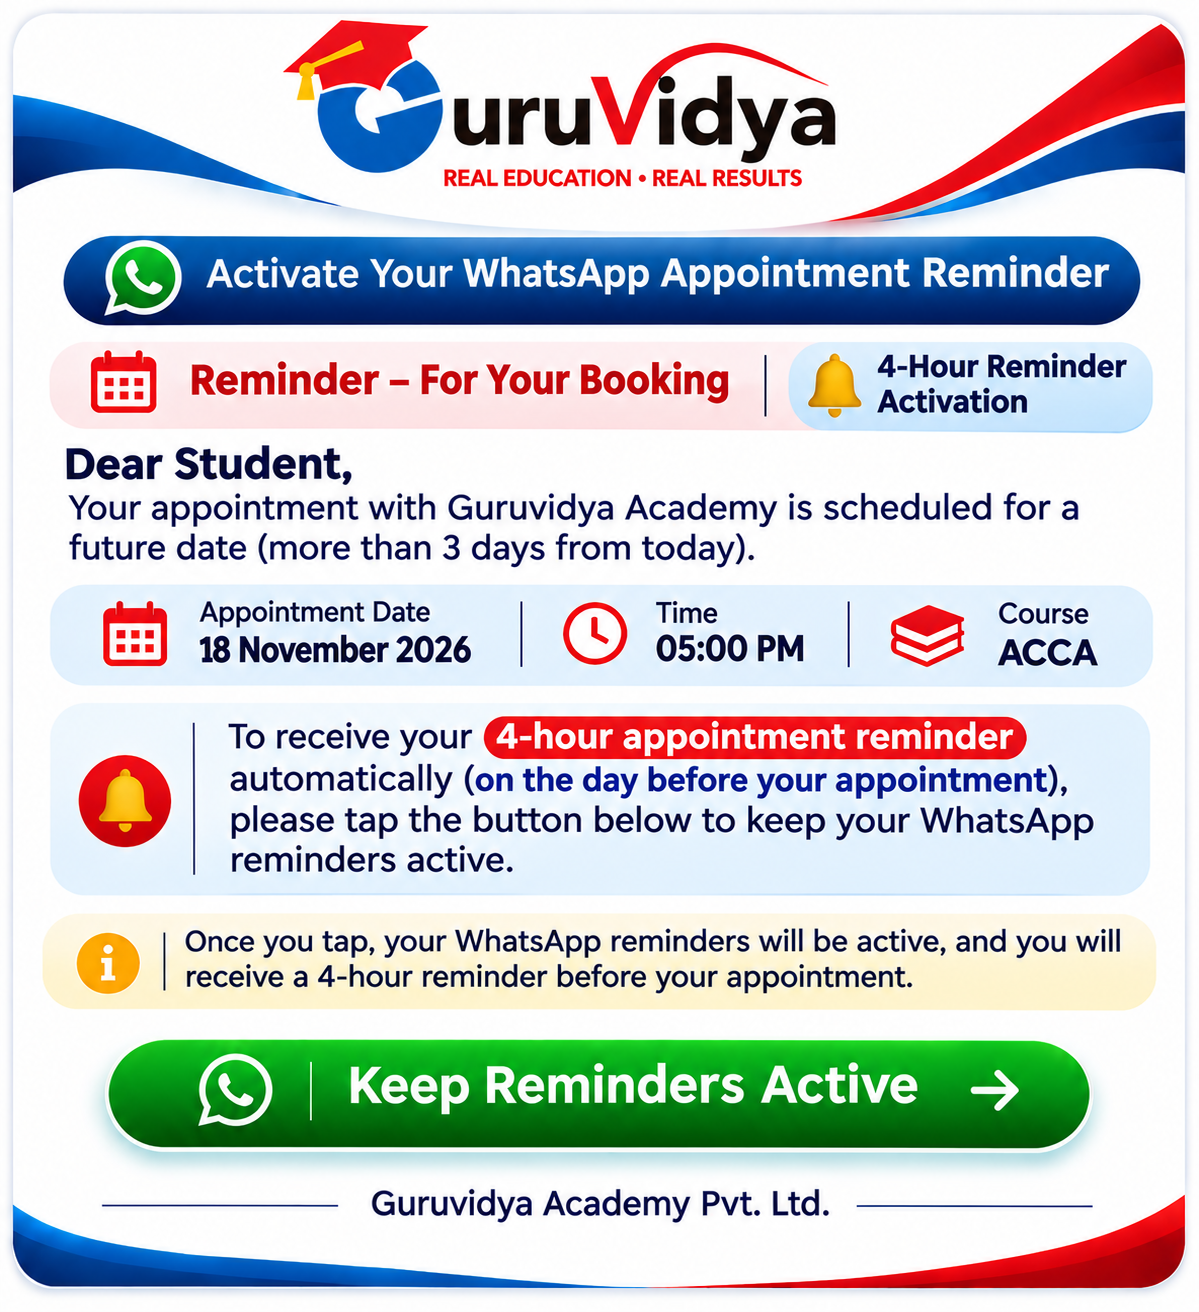 GuruVidya
REAL EDUCATION • REAL RESULTS
Activate Your WhatsApp Appointment Reminder
Reminder – For Your Booking
4-Hour Reminder
Activation
Dear Student,
Your appointment with Guruvidya Academy is scheduled for a
future date (more than 3 days from today).
Appointment Date
18 November 2026
Time
05:00 PM
Course
ACCA
To receive your 4-hour appointment reminder
automatically (on the day before your appointment),
please tap the button below to keep your WhatsApp
reminders active.
Once you tap, your WhatsApp reminders will be active, and you will
receive a 4-hour reminder before your appointment.
Keep Reminders Active
Guruvidya Academy Pvt. Ltd.